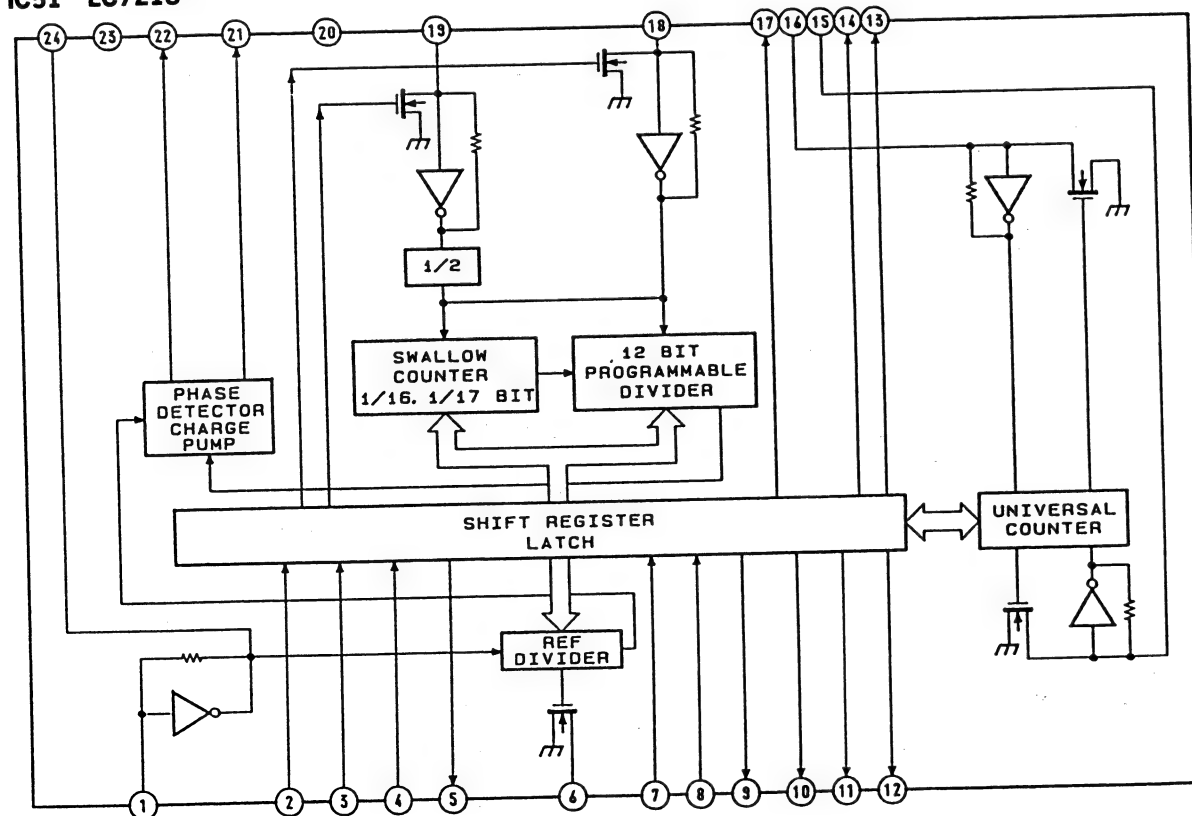 24 23 22 21 20 19 18 17 16 15 14 13
1/2
SWALLOW
COUNTER
1/16. 1/17 BIT
12 BIT
PROGRAMMABLE
DIVIDER
PHASE
DETECTOR
CHARGE
PUMP
SHIFT REGISTER
LATCH
UNIVERSAL
COUNTER
REF
DIVIDER
1 2 3 4 5 6 7 8 9 10 11 12